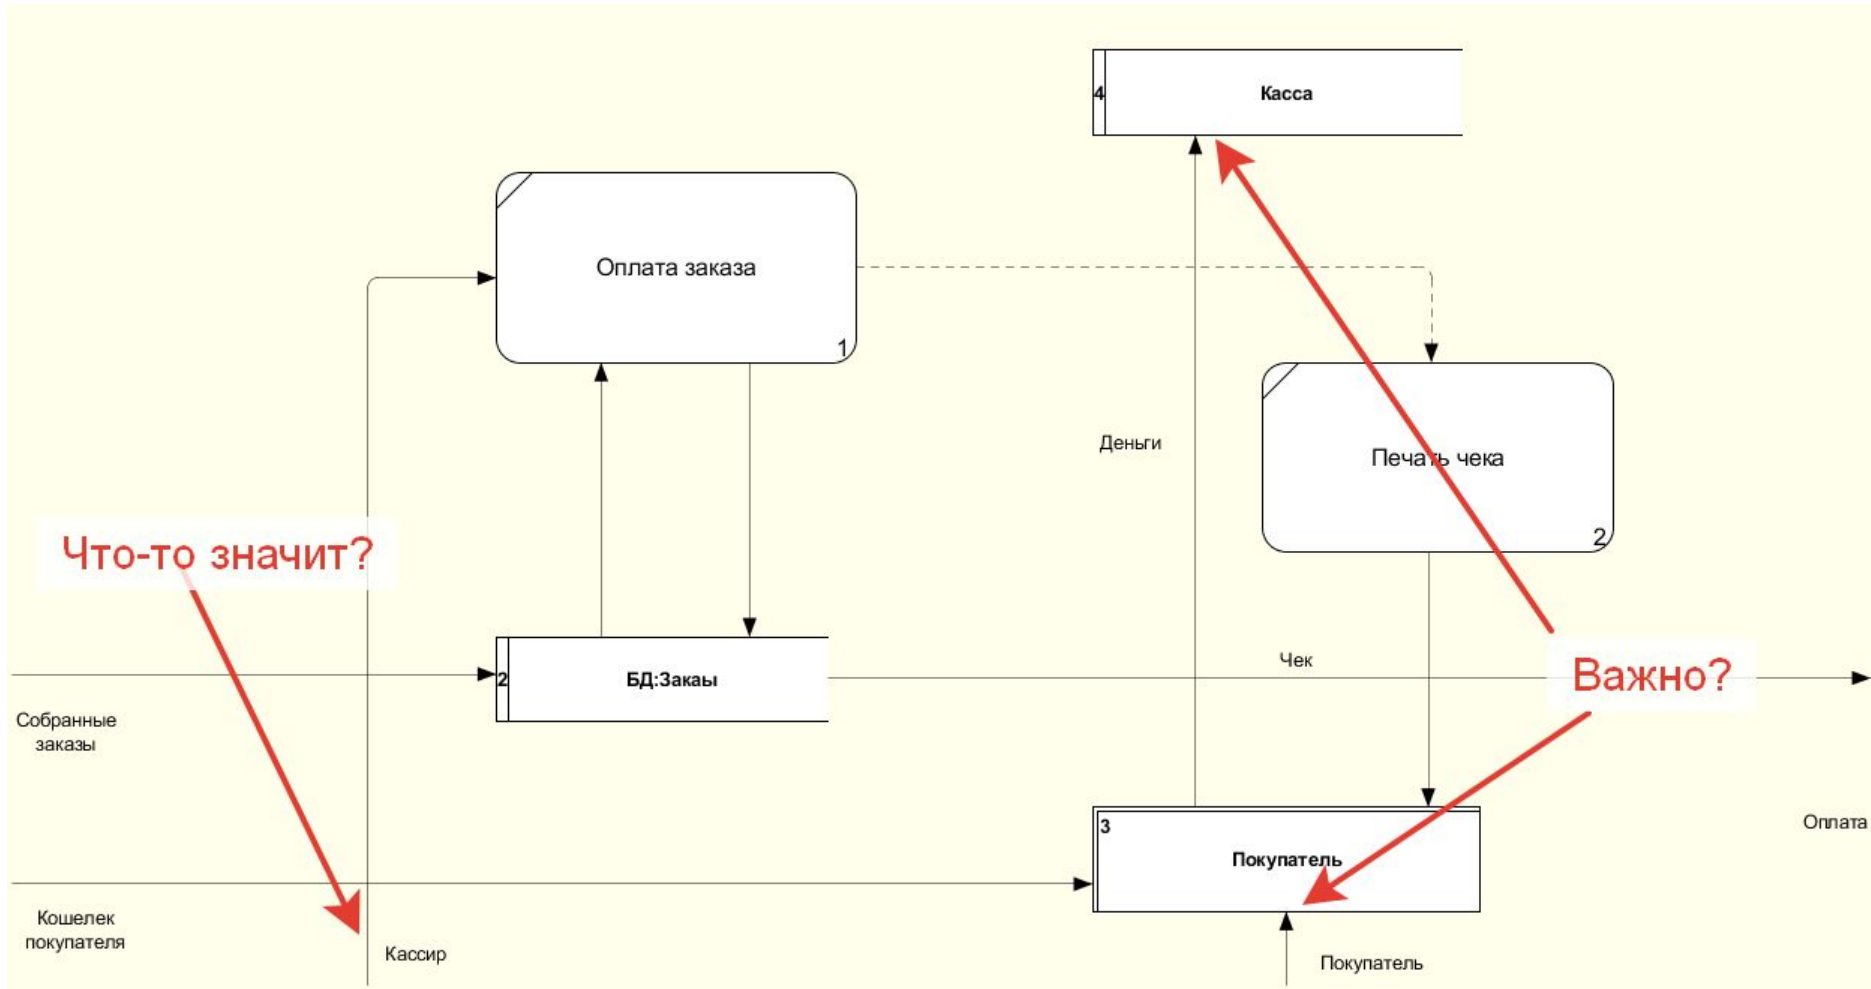 4
Касса
Оплата заказа
1
Деньги
Печать чека
2
Что-то значит?
2
БД:Закаы
Чек
Важно?
Собранные
заказы
3
Покупатель
Оплата
Кошелек
покупателя
Кассир
Покупатель